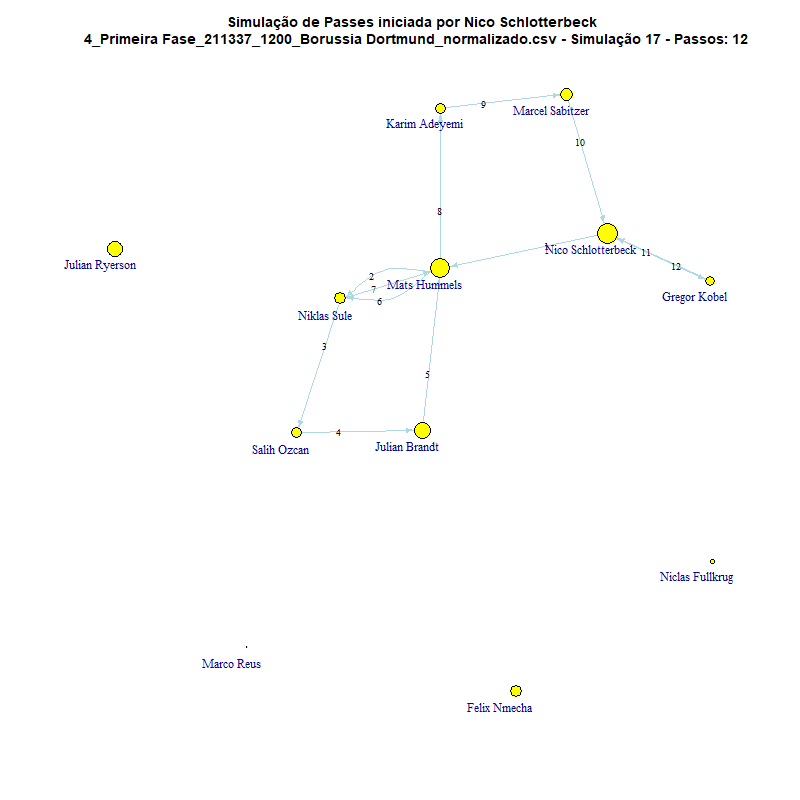 Simulação de Passes iniciada por Nico Schlotterbeck
4_Primeira Fase_211337_1200_Borussia Dortmund_normalizado.csv - Simulação 17 - Passos: 12
9
Karim Adeyemi
Marcel Sabitzer
10
8
Julian Ryerson
Nico Schlotterbeck
11
12
2
7
6
Mats Hummels
Gregor Kobel
Niklas Sule
3
5
4
Salih Ozcan
Julian Brandt
Niclas Fullkrug
Marco Reus
Felix Nmecha